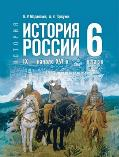 В. Р. Мединский, А. В. Торкунов
ИСТОРИЯ
ИСТОРИЯ
РОССИИ
6
IX — начало XVI в.
класс